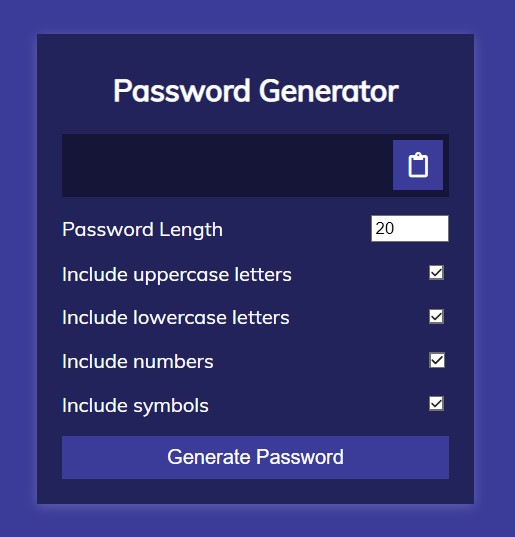 Password Generator
Password Length 20
Include uppercase letters
Include lowercase letters
Include numbers
Include symbols
Generate Password